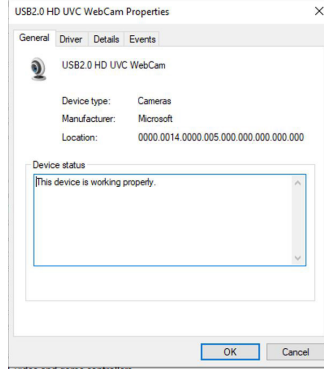 USB2.0 HD UVC WebCam Properties
General Driver Details Events
USB2.0 HD UVC WebCam
Device type: Cameras
Manufacturer: Microsoft
Location: 0000.0014.0000.005.000.000.000.000.000
Device status
This device is working properly.
OK Cancel